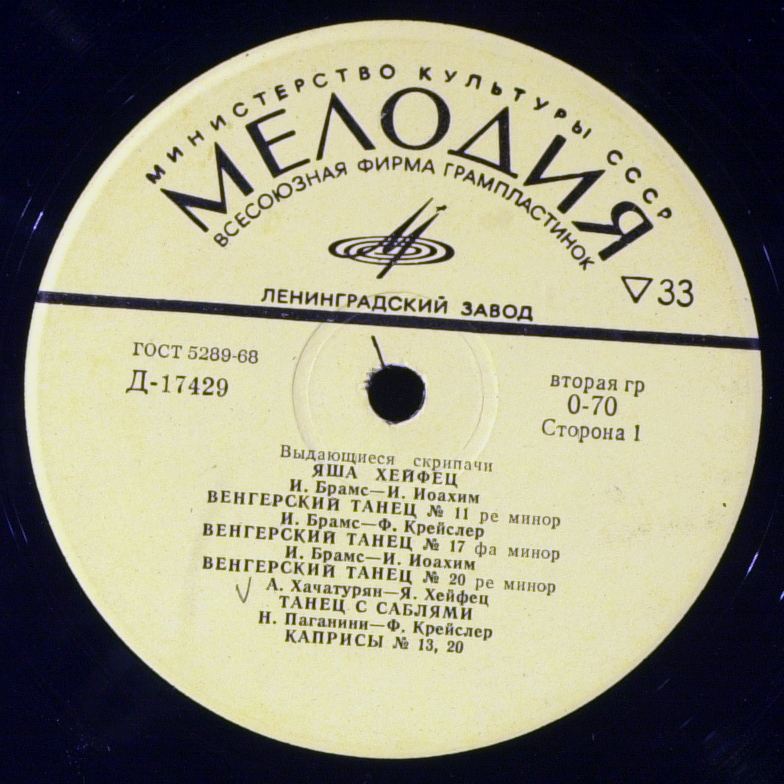 МИНИСТЕРСТВО КУЛЬТУРЫ СССР
МЕЛОДИЯ
ВСЕСОЮЗНАЯ ФИРМА ГРАМПЛАСТИНОК
33
ЛЕНИНГРАДСКИЙ ЗАВОД
ГОСТ 5289-68
Д-17429
вторая гр
0-70
Сторона 1
Выдающиеся скрипачи
ЯША ХЕЙФЕЦ
И. Брамс—И. Иоахим
ВЕНГЕРСКИЙ ТАНЕЦ № 11 ре минор
И. Брамс—Ф. Крейслер
ВЕНГЕРСКИЙ ТАНЕЦ № 17 фа минор
И. Брамс—И. Иоахим
ВЕНГЕРСКИЙ ТАНЕЦ № 20 ре минор
А. Хачатурян—Я. Хейфец
ТАНЕЦ С САБЛЯМИ
Н. Паганини—Ф. Крейслер
КАПРИСЫ № 13, 20